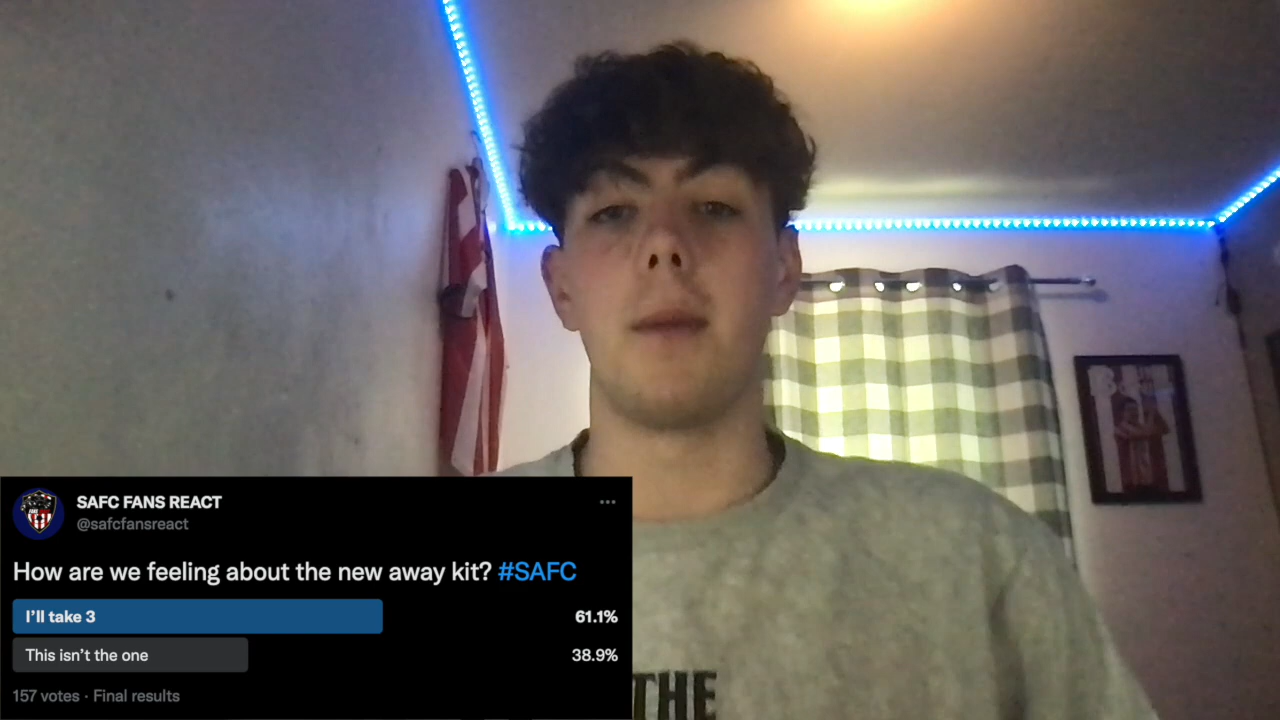 SAFC FANS REACT
@safcfansreact
How are we feeling about the new away kit? #SAFC
I'll take 3
61.1%
This isn't the one
38.9%
157 votes · Final results
THE